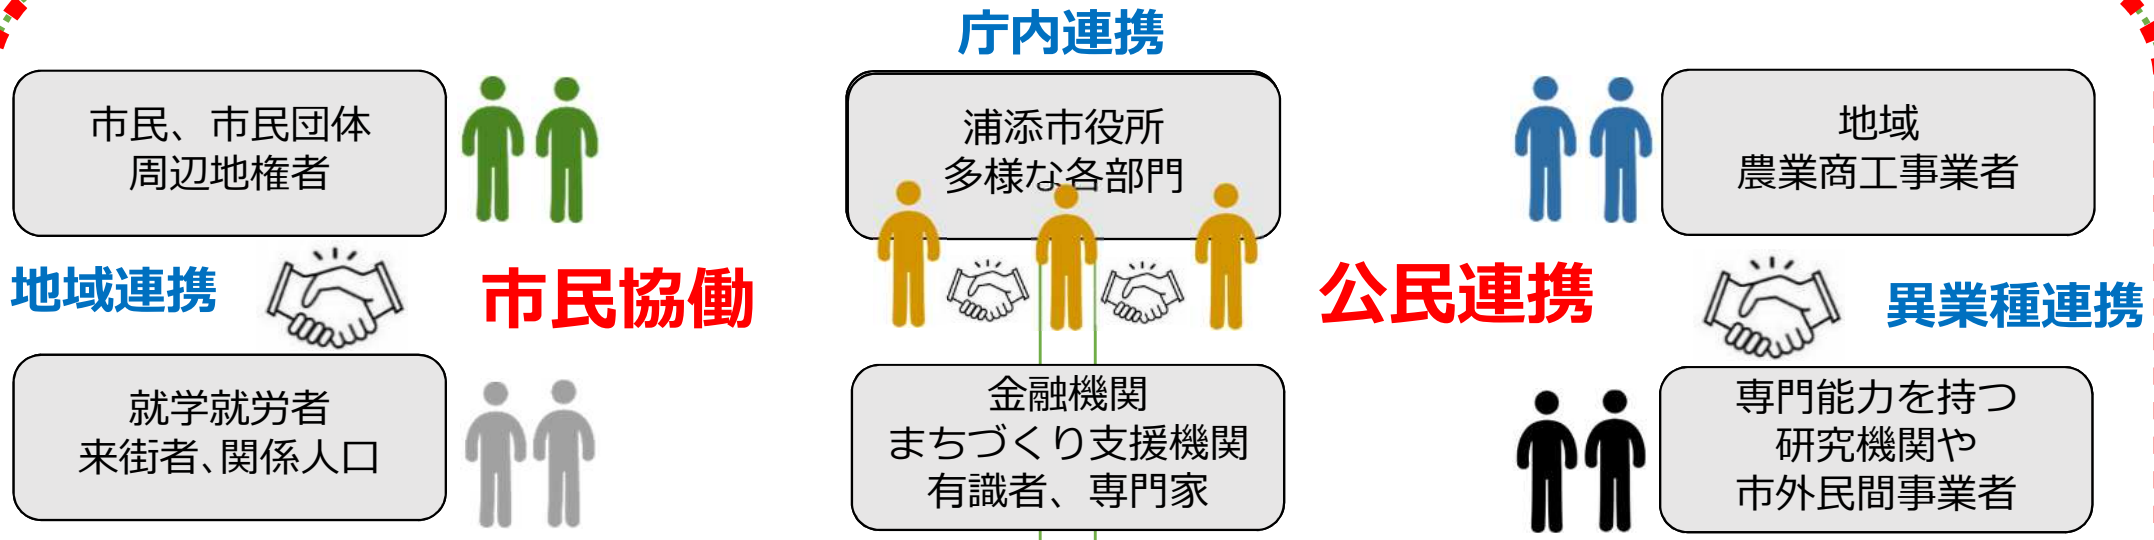 庁内連携
市民、市民団体
周辺地権者
浦添市役所
多様な各部門
地域
農業商工事業者
地域連携
市民協働
公民連携
異業種連携
就学就労者
来街者、関係人口
金融機関
まちづくり支援機関
有識者、専門家
専門能力を持つ
研究機関や
市外民間事業者